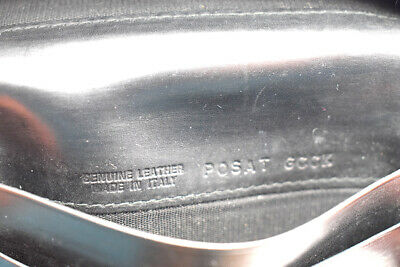 GENUINE LEATHER
MADE IN ITALY
POSAT GCCK